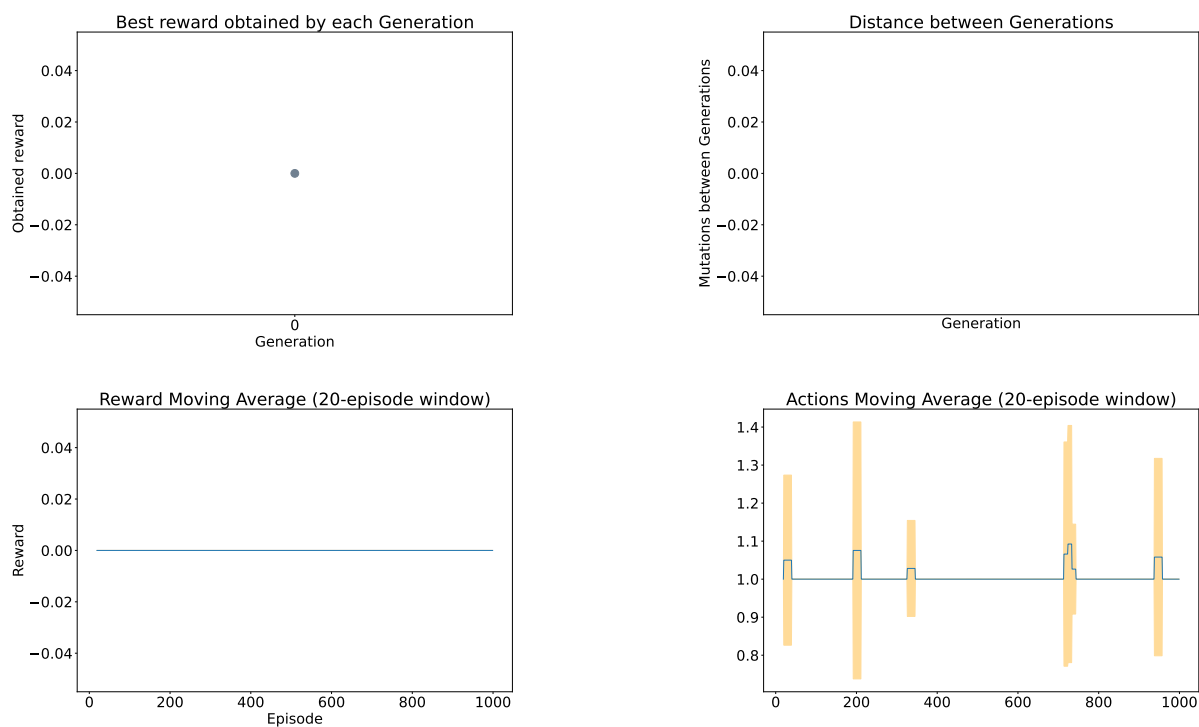 Best reward obtained by each Generation
Obtained reward
0.04
0.02
0.00
−0.02
−0.04
0
Generation
Distance between Generations
Mutations between Generations
0.04
0.02
0.00
−0.02
−0.04
Generation
Reward Moving Average (20-episode window)
Reward
0.04
0.02
0.00
−0.02
−0.04
0 200 400 600 800 1000
Episode
Actions Moving Average (20-episode window)
1.4
1.3
1.2
1.1
1.0
0.9
0.8
0 200 400 600 800 1000